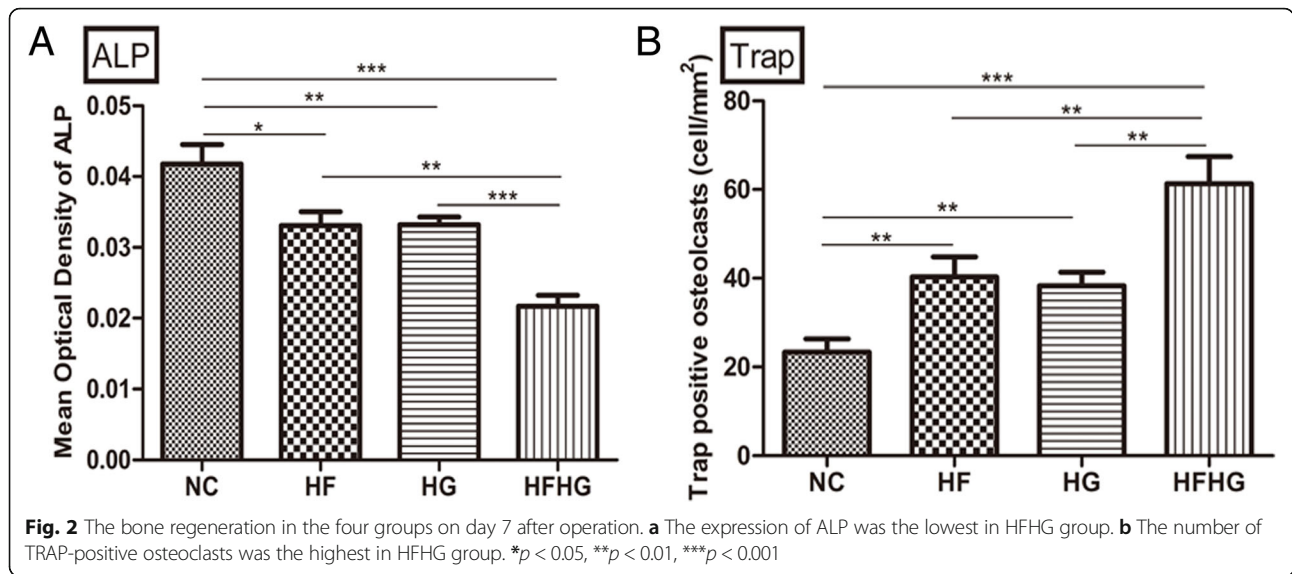 A
ALP
***
**
*
**
***
Mean Optical Density of ALP
0.05
0.04
0.03
0.02
0.01
0.00
NC HF HG HFHG
B
Trap
***
**
**
**
**
Trap positive osteolcasts (cell/mm²)
80
60
40
20
0
NC HF HG HFHG
Fig. 2 The bone regeneration in the four groups on day 7 after operation. a The expression of ALP was the lowest in HFHG group. b The number of
TRAP-positive osteoclasts was the highest in HFHG group. *p < 0.05, **p < 0.01, ***p < 0.001